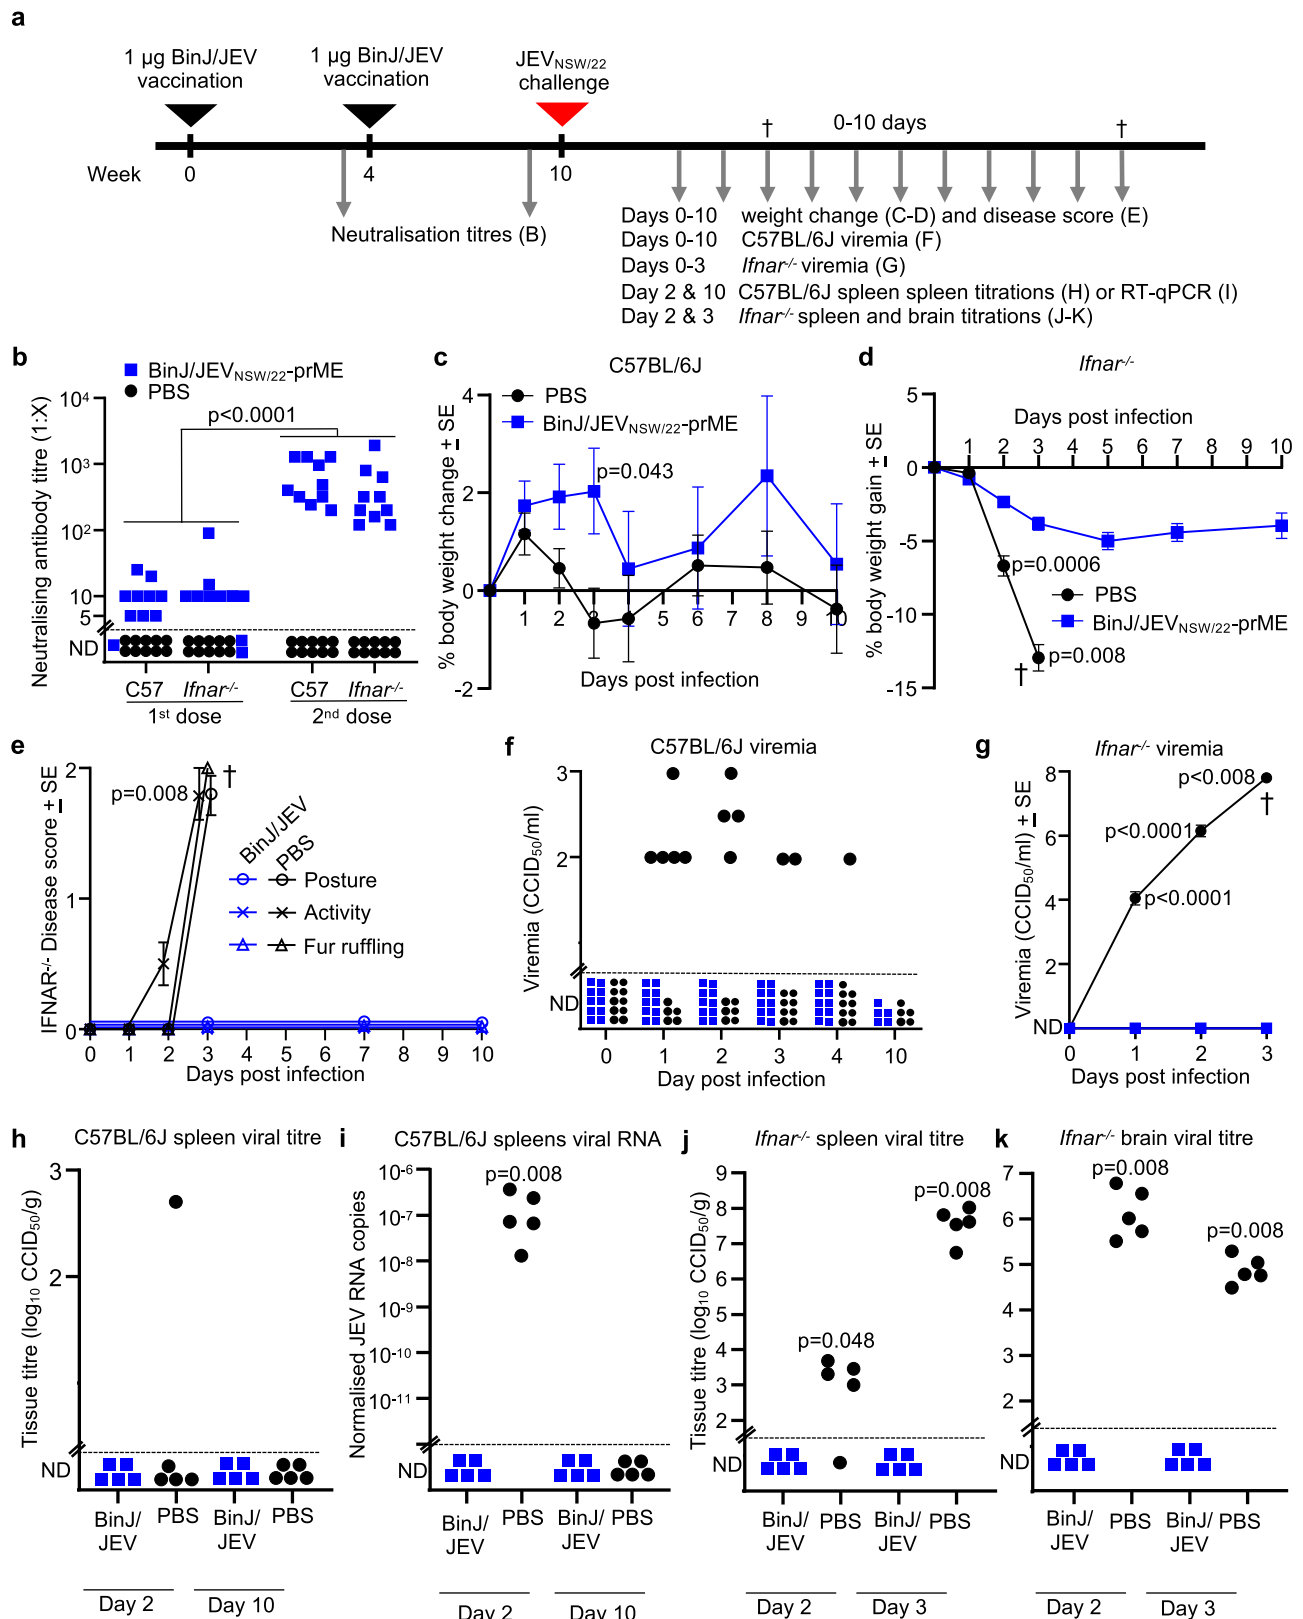 a
1 µg BinJ/JEV
vaccination
1 µg BinJ/JEV
vaccination
JEVNSW/22
challenge
†
0-10 days
†
Week
0
4
10
Neutralisation titres (B)
Days 0-10 weight change (C-D) and disease score (E)
Days 0-10 C57BL/6J viremia (F)
Days 0-3 Ifnar-/- viremia (G)
Day 2 & 10 C57BL/6J spleen spleen titrations (H) or RT-qPCR (I)
Day 2 & 3 Ifnar-/- spleen and brain titrations (J-K)
b
BinJ/JEVNSW/22-prME
PBS
Neutralising antibody titre (1:X)
10⁴
10³
10²
10
5
ND
p<0.0001
C57 Ifnar-/- C57 Ifnar-/-
1st dose 2nd dose
c
C57BL/6J
PBS
BinJ/JEVNSW/22-prME
p=0.043
% body weight change ± SE
4
2
0
-2
1 2 3 4 5 6 7 8 9 10
Days post infection
d
Ifnar-/-
Days post infection
1 2 3 4 5 6 7 8 9 10
% body weight gain ± SE
5
0
-5
-10
-15
p=0.0006
PBS
BinJ/JEVNSW/22-prME
p=0.008
†
e
IFNAR-/- Disease score ± SE
2
1
0
p=0.008
†
BinJ/JEV
PBS
Posture
Activity
Fur ruffling
0 1 2 3 4 5 6 7 8 9 10
Days post infection
f
C57BL/6J viremia
Viremia (CCID50/ml)
3
2
ND
0 1 2 3 4 10
Day post infection
g
Ifnar-/- viremia
Viremia (CCID50/ml) ± SE
8
6
4
2
ND
p<0.008
†
p<0.0001
p<0.0001
0 1 2 3
Days post infection
h
C57BL/6J spleen viral titre
Tissue titre (log10 CCID50/g)
3
2
ND
BinJ/
JEV
PBS
BinJ/
JEV
PBS
Day 2
Day 10
i
C57BL/6J spleens viral RNA
Normalised JEV RNA copies
10-6
10-7
10-8
10-9
10-10
10-11
ND
p=0.008
BinJ/
JEV
PBS
BinJ/
JEV
PBS
Day 2
Day 10
j
Ifnar-/- spleen viral titre
Tissue titre (log10 CCID50/g)
9
8
7
6
5
4
3
2
ND
p=0.008
p=0.048
BinJ/
JEV
PBS
BinJ/
JEV
PBS
Day 2
Day 3
k
Ifnar-/- brain viral titre
7
6
5
4
3
2
ND
p=0.008
p=0.008
BinJ/
JEV
PBS
BinJ/
JEV
PBS
Day 2
Day 3